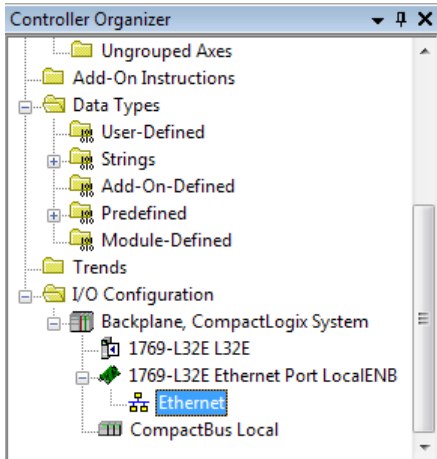 Controller Organizer
Ungrouped Axes
Add-On Instructions
Data Types
User-Defined
Strings
Add-On-Defined
Predefined
Module-Defined
Trends
I/O Configuration
Backplane, CompactLogix System
1769-L32E L32E
1769-L32E Ethernet Port LocalENB
Ethernet
CompactBus Local